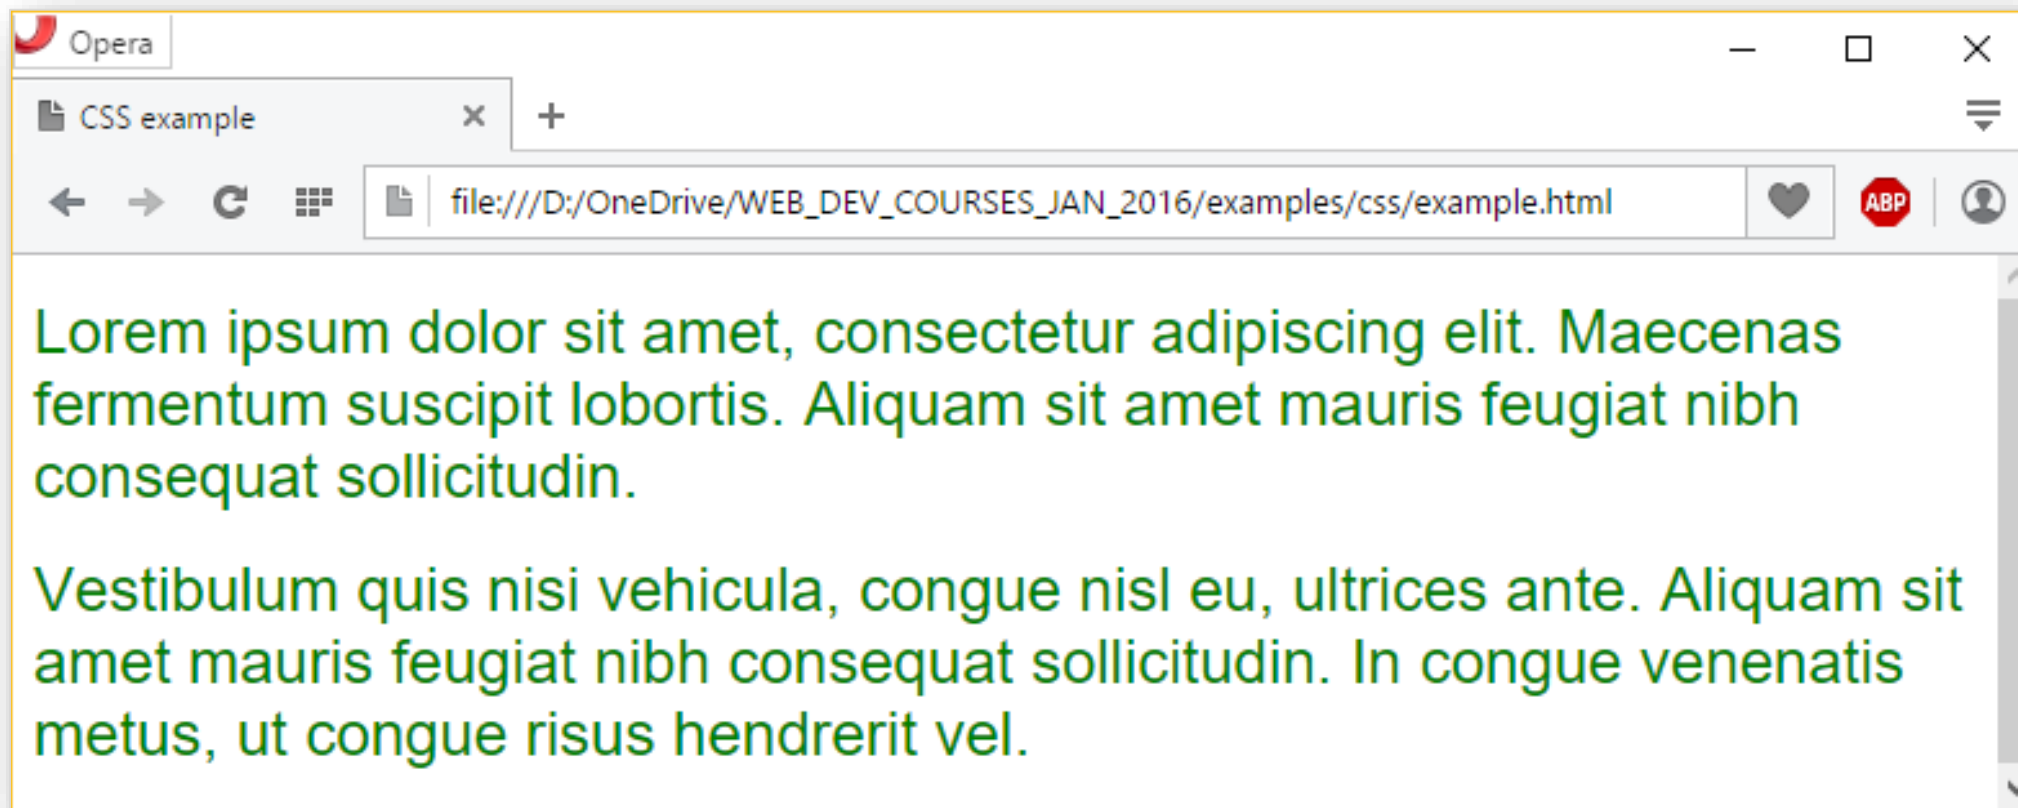 Opera
CSS example
file:///D:/OneDrive/WEB_DEV_COURSES_JAN_2016/examples/css/example.html
ABP
Lorem ipsum dolor sit amet, consectetur adipiscing elit. Maecenas
fermentum suscipit lobortis. Aliquam sit amet mauris feugiat nibh
consequat sollicitudin.
Vestibulum quis nisi vehicula, congue nisl eu, ultrices ante. Aliquam sit
amet mauris feugiat nibh consequat sollicitudin. In congue venenatis
metus, ut congue risus hendrerit vel.